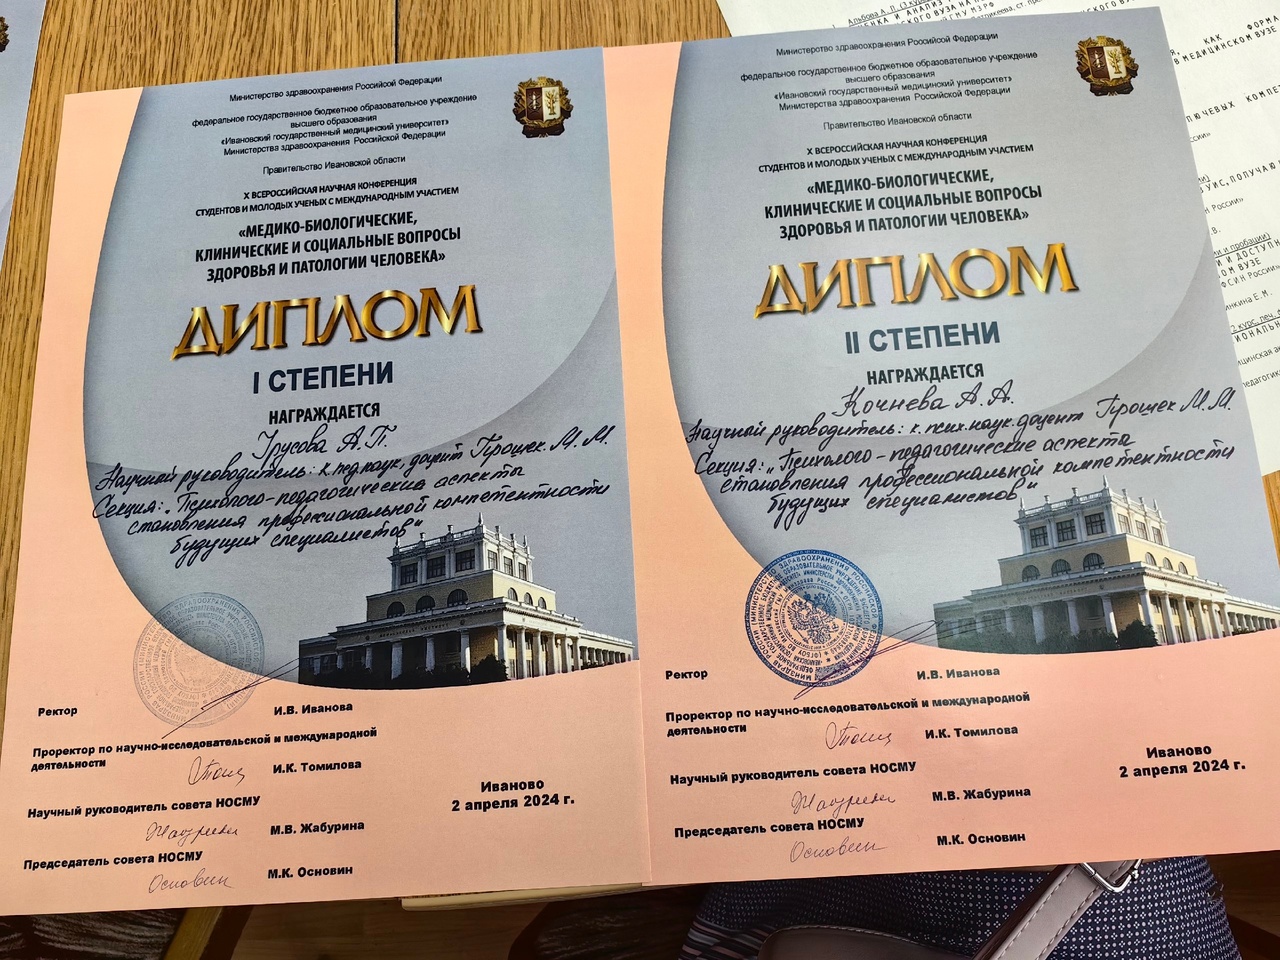 Министерство здравоохранения Российсой Федерации
федеральное государственное бюджетное образовательное учреждение
высшего образования
«Ивановский государственный медицинский университет»
Министерства здравоохранения Российской Федерации
Правительство Ивановской области
X ВСЕРОССИЙСКАЯ НАУЧНАЯ КОНФЕРЕНЦИЯ
СТУДЕНТОВ И МОЛОДЫХ УЧЕНЫХ С МЕЖДУНАРОДНЫМ УЧАСТИЕМ
«МЕДИКО-БИОЛОГИЧЕСКИЕ,
КЛИНИЧЕСКИЕ И СОЦИАЛЬНЫЕ ВОПРОСЫ
ЗДОРОВЬЯ И ПАТОЛОГИИ ЧЕЛОВЕКА»
ДИПЛОМ
I СТЕПЕНИ
НАГРАЖДАЕТСЯ
Трусова А.П.
Научный руководитель: к.пед.наук, доцент Прошек М.М.
Секция: „Психолого-педагогические аспекты
становления профессиональной компетентности
будущих специалистов“
Ректор
И.В. Иванова
Проректор по научно-исследовательской и международной
деятельности
И.К. Томилова
Научный руководитель совета НОСМУ
М.В. Жабурина
Председатель совета НОСМУ
М.К. Основин
Иваново
2 апреля 2024 г.
Министерство здравоохранения Российсой Федерации
федеральное государственное бюджетное образовательное учреждение
высшего образования
«Ивановский государственный медицинский университет»
Министерства здравоохранения Российской Федерации
Правительство Ивановской области
X ВСЕРОССИЙСКАЯ НАУЧНАЯ КОНФЕРЕНЦИЯ
СТУДЕНТОВ И МОЛОДЫХ УЧЕНЫХ С МЕЖДУНАРОДНЫМ УЧАСТИЕМ
«МЕДИКО-БИОЛОГИЧЕСКИЕ,
КЛИНИЧЕСКИЕ И СОЦИАЛЬНЫЕ ВОПРОСЫ
ЗДОРОВЬЯ И ПАТОЛОГИИ ЧЕЛОВЕКА»
ДИПЛОМ
II СТЕПЕНИ
НАГРАЖДАЕТСЯ
Кочнева А.А.
Научный руководитель: к.псих.наук. доцент Прошек М.М.
Секция: „Психолого-педагогические аспекта
становления профессиональной компетентности
будущих специалистов“
Ректор
И.В. Иванова
Проректор по научно-исследовательской и международной
деятельности
И.К. Томилова
Научный руководитель совета НОСМУ
М.В. Жабурина
Председатель совета НОСМУ
М.К. Основин
Иваново
2 апреля 2024 г.